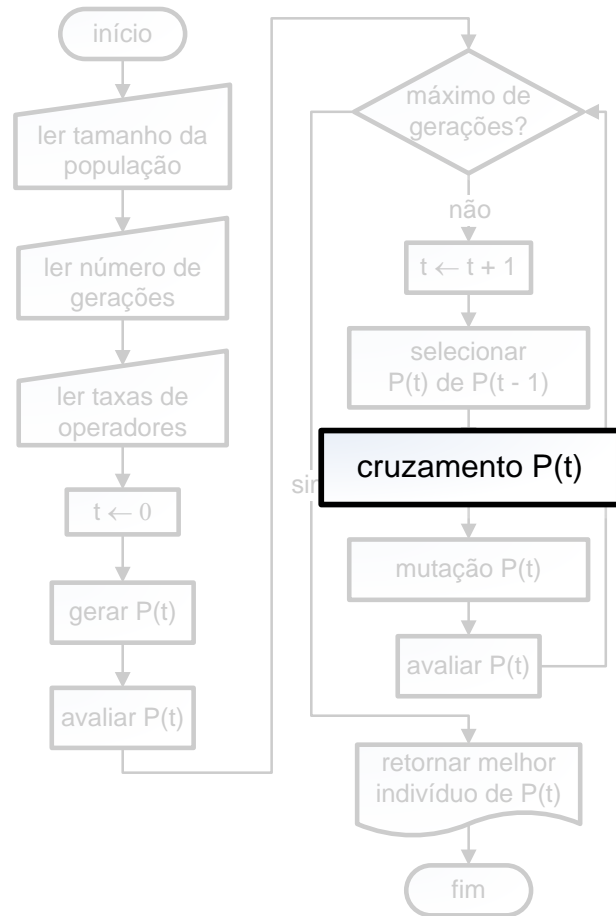 início
ler tamanho da
população
ler número de
gerações
ler taxas de
operadores
t ← 0
gerar P(t)
avaliar P(t)
máximo de
gerações?
não
t ← t + 1
selecionar
P(t) de P(t - 1)
cruzamento P(t)
mutação P(t)
avaliar P(t)
retornar melhor
indivíduo de P(t)
fim